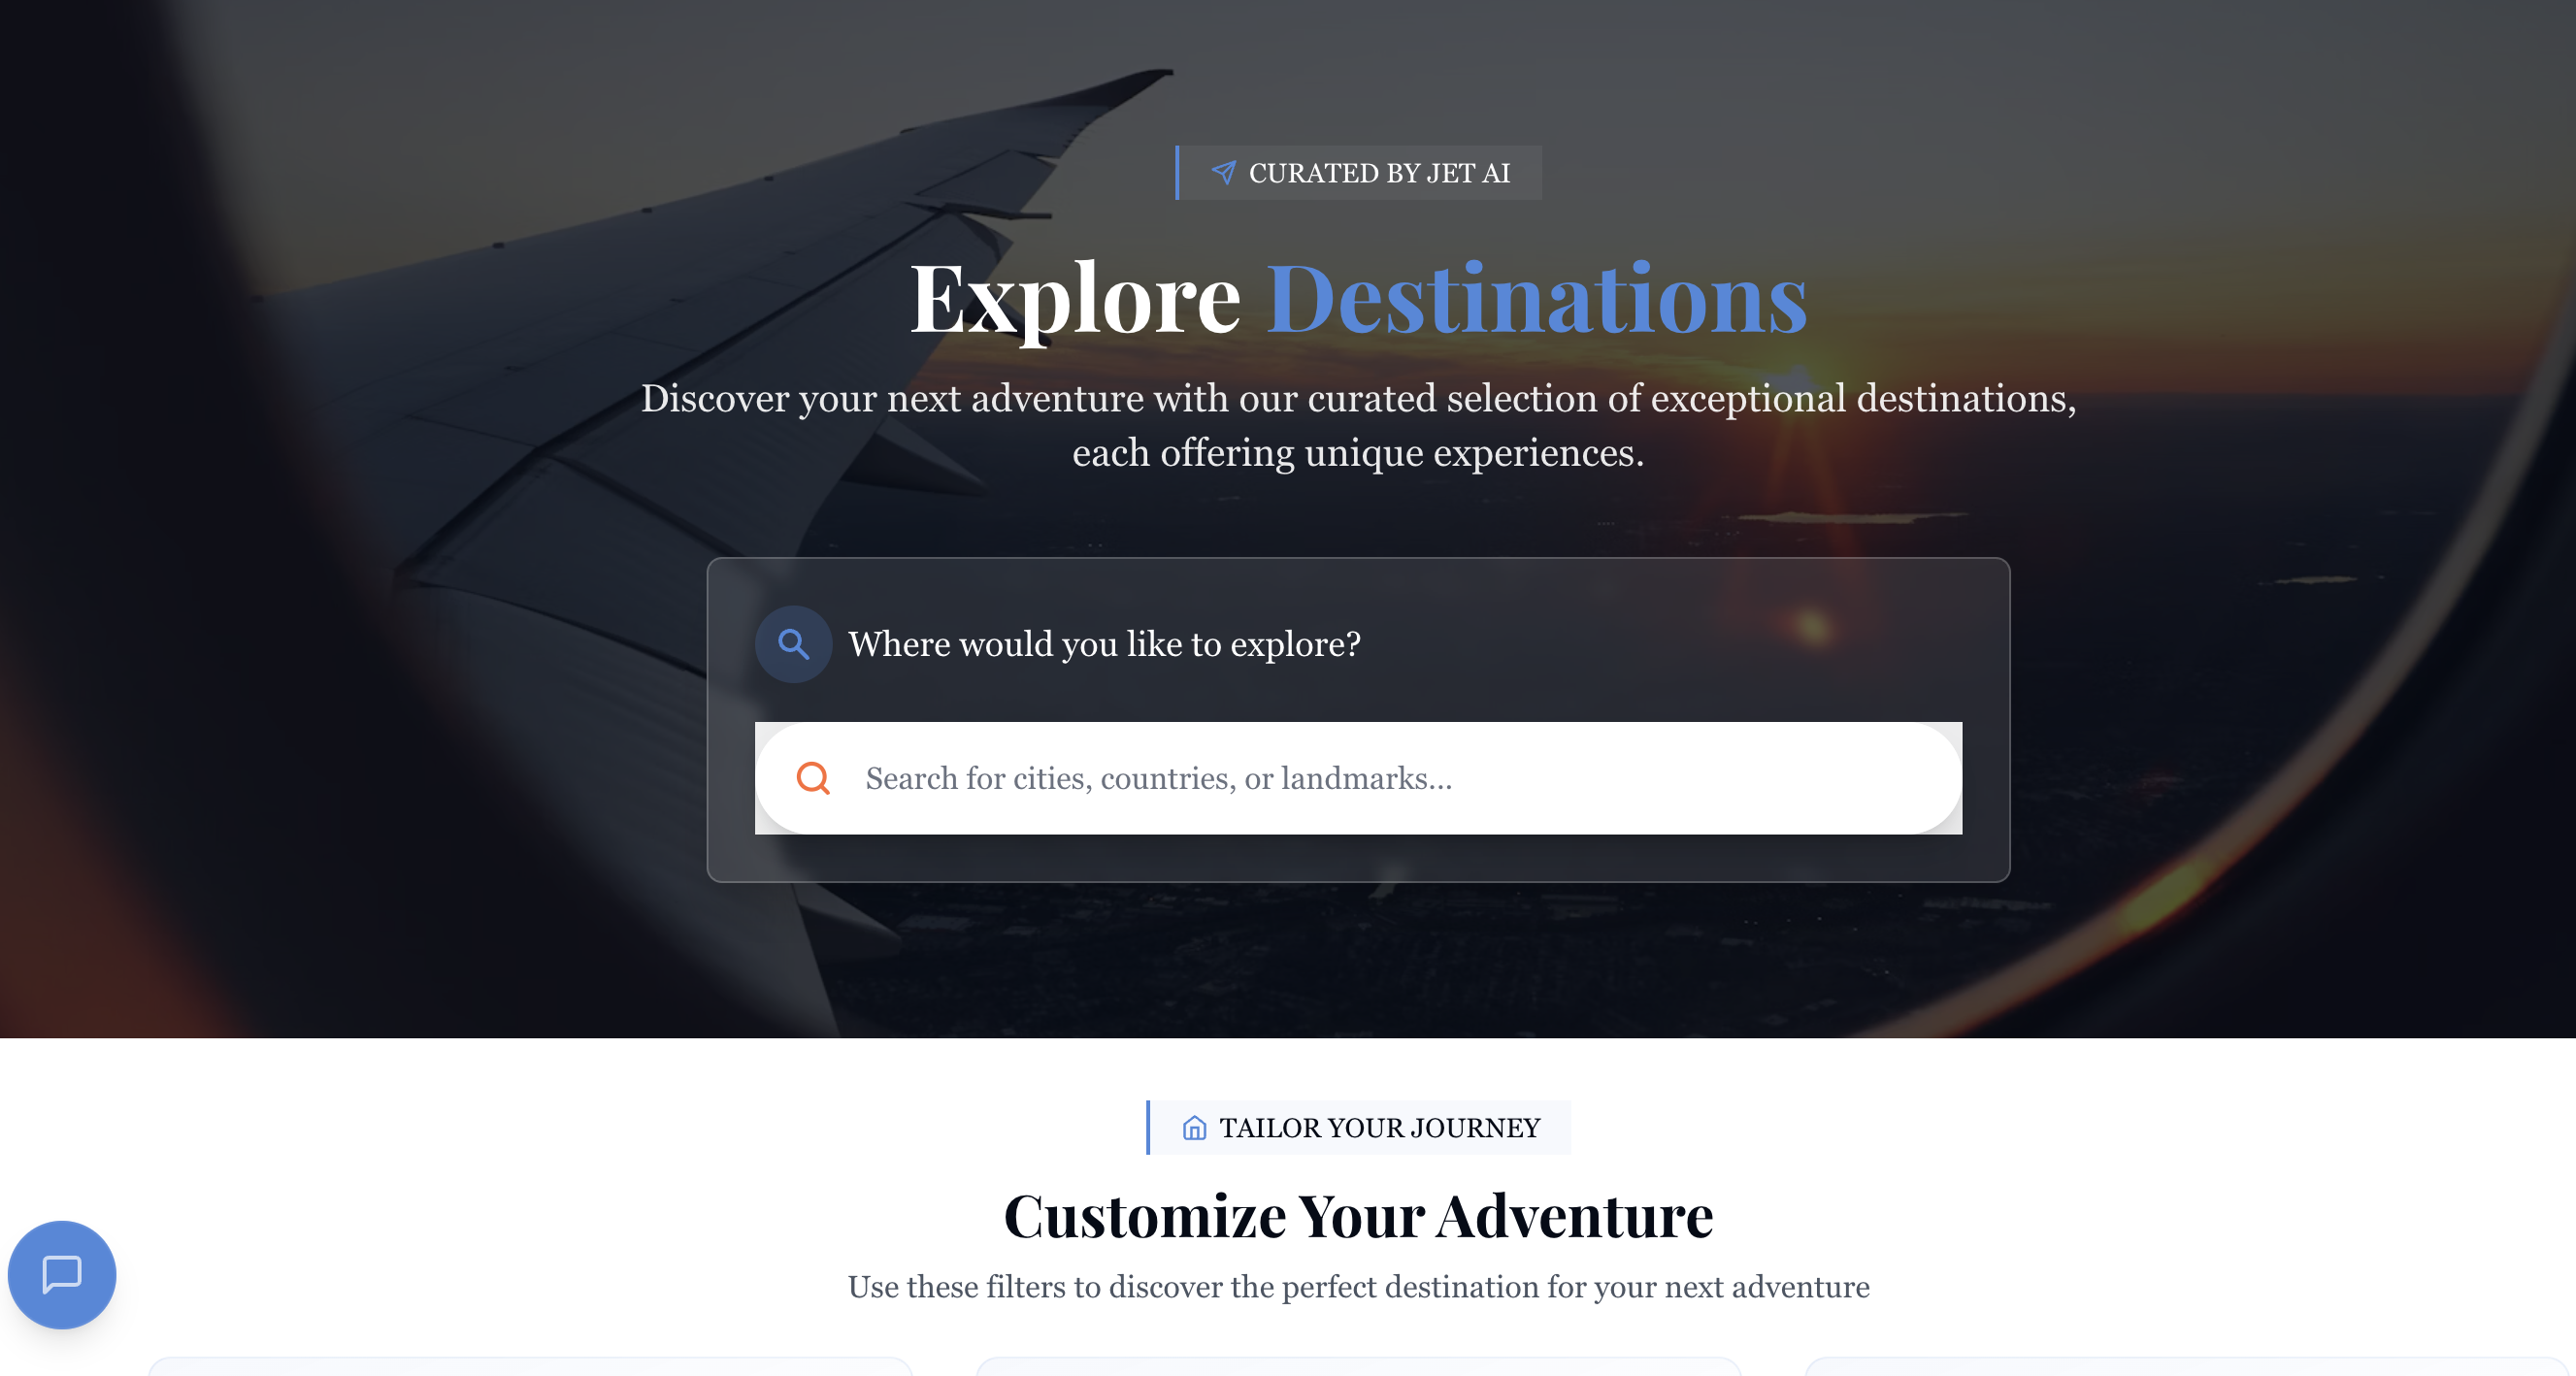 CURATED BY JET AI
Explore Destinations
Discover your next adventure with our curated selection of exceptional destinations,
each offering unique experiences.
Where would you like to explore?
Search for cities, countries, or landmarks...
TAILOR YOUR JOURNEY
Customize Your Adventure
Use these filters to discover the perfect destination for your next adventure